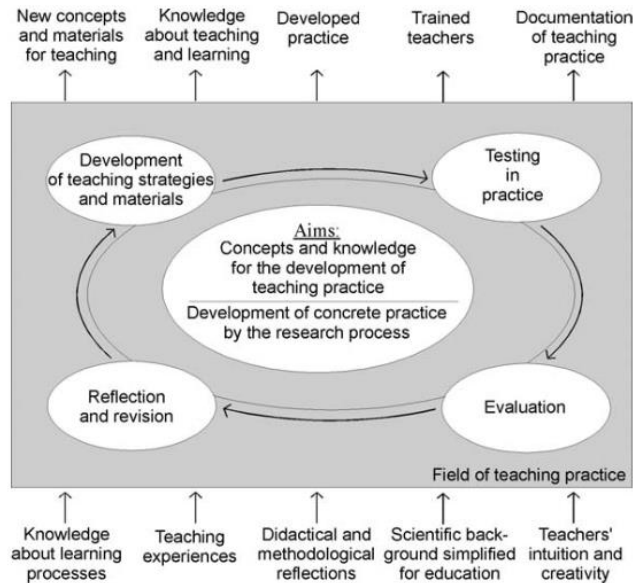 New concepts
and materials
for teaching
Knowledge
about teaching
and learning
Developed
practice
Trained
teachers
Documentation
of teaching
practice
Development
of teaching strategies
and materials
Testing
in
practice
Aims:
Concepts and knowledge
for the development of
teaching practice
Development of concrete practice
by the research process
Reflection
and revision
Evaluation
Field of teaching practice
Knowledge
about learning
processes
Teaching
experiences
Didactical and
methodological
reflections
Scientific back-
ground simplified
for education
Teachers'
intuition and
creativity